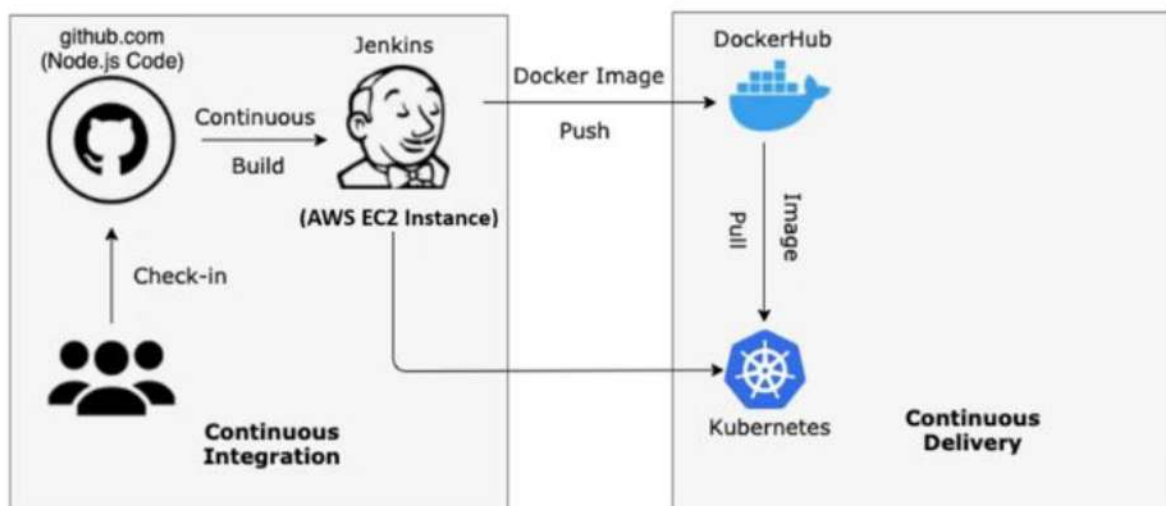 github.com
(Node.js Code)
Continuous
Build
Jenkins
(AWS EC2 Instance)
Check-in
Continuous
Integration
Docker Image
Push
DockerHub
Pull
Image
Kubernetes
Continuous
Delivery